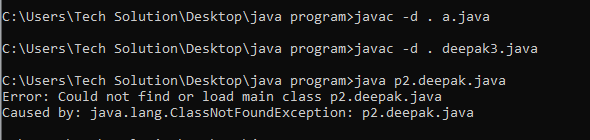 C:\Users\Tech Solution\Desktop\java program>javac -d . a.java
C:\Users\Tech Solution\Desktop\java program>javac -d . deepak3.java
C:\Users\Tech Solution\Desktop\java program>java p2.deepak.java
Error: Could not find or load main class p2.deepak.java
Caused by: java.lang.ClassNotFoundException: p2.deepak.java